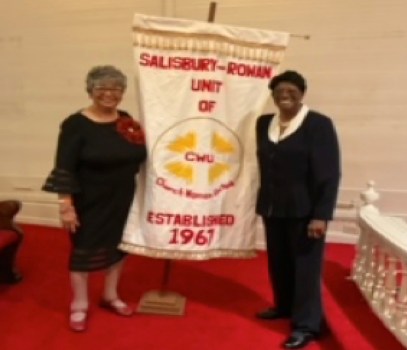 SALISBURY-ROWAN
UNIT
OF
CWU
Church Women United
ESTABLISHED
1961